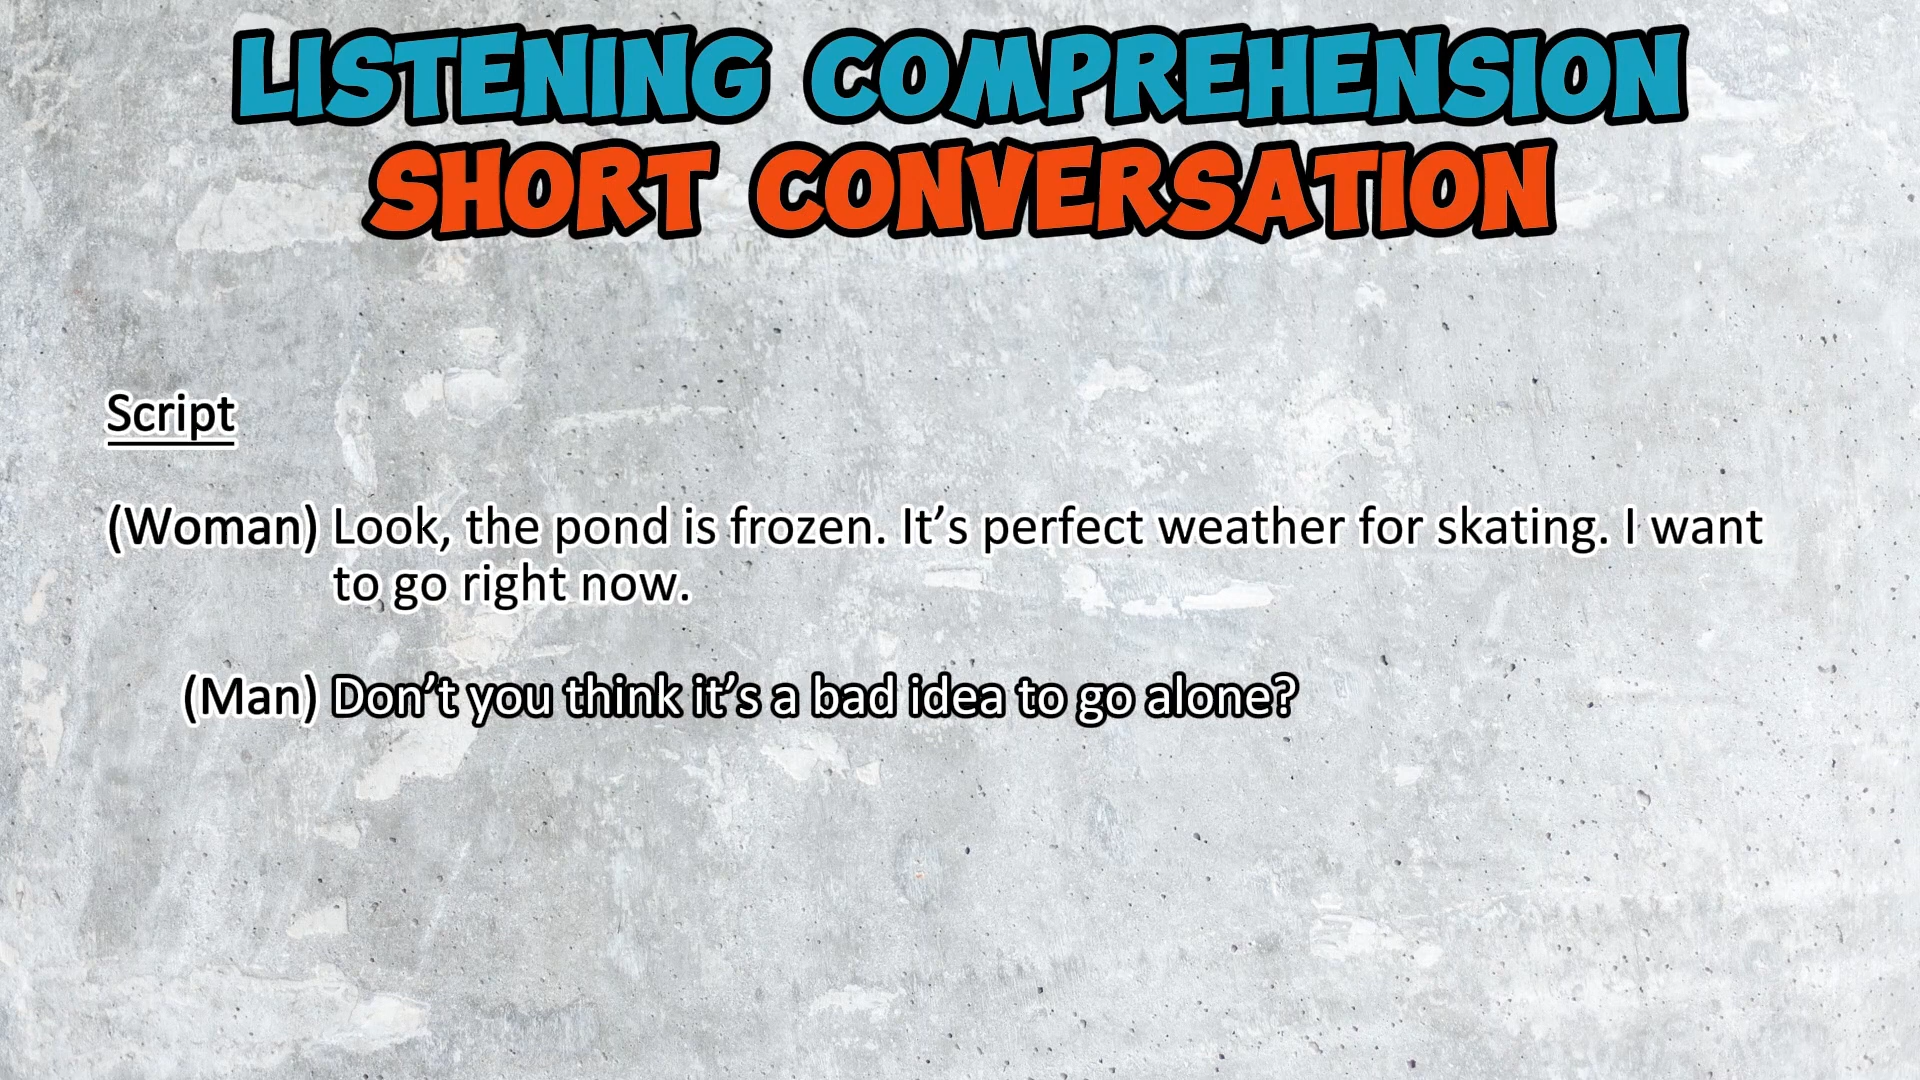 LISTENING COMPREHENSION
SHORT CONVERSATION
Script
(Woman) Look, the pond is frozen. It’s perfect weather for skating. I want
to go right now.
(Man) Don’t you think it’s a bad idea to go alone?